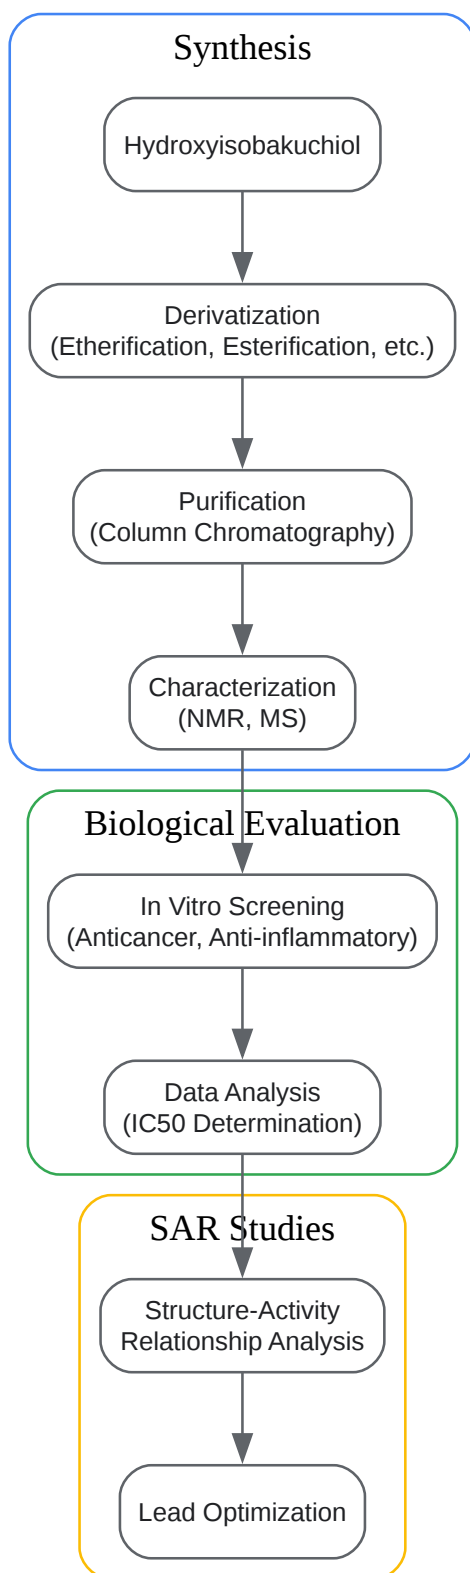 Synthesis
Hydroxyisobakuchiol
Derivatization
(Etherification, Esterification, etc.)
Purification
(Column Chromatography)
Characterization
(NMR, MS)
Biological Evaluation
In Vitro Screening
(Anticancer, Anti-inflammatory)
Data Analysis
(IC50 Determination)
SAR Studies
Structure-Activity
Relationship Analysis
Lead Optimization